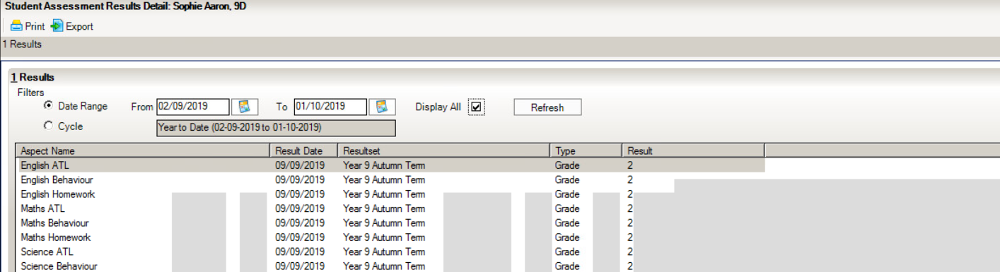 Student Assessment Results Detail: Sophie Aaron, 9D
Print Export
1 Results
1 Results
Filters
Date Range From 02/09/2019 To 01/10/2019 Display All Refresh
Cycle Year to Date (02-09-2019 to 01-10-2019)
Aspect Name Result Date Resultset Type Result
English ATL 09/09/2019 Year 9 Autumn Term Grade 2
English Behaviour 09/09/2019 Year 9 Autumn Term Grade 2
English Homework 09/09/2019 Year 9 Autumn Term Grade 2
Maths ATL 09/09/2019 Year 9 Autumn Term Grade 2
Maths Behaviour 09/09/2019 Year 9 Autumn Term Grade 2
Maths Homework 09/09/2019 Year 9 Autumn Term Grade 2
Science ATL 09/09/2019 Year 9 Autumn Term Grade 2
Science Behaviour 09/09/2019 Year 9 Autumn Term Grade 2